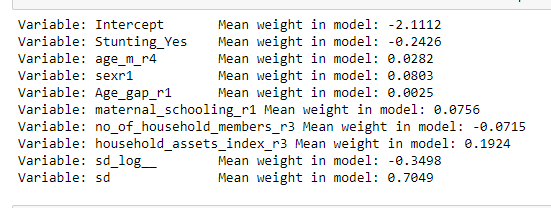 Variable: Intercept Mean weight in model: -2.1112
Variable: Stunting_Yes Mean weight in model: -0.2426
Variable: age_m_r4 Mean weight in model: 0.0282
Variable: sexr1 Mean weight in model: 0.0803
Variable: Age_gap_r1 Mean weight in model: 0.0025
Variable: maternal_schooling_r1 Mean weight in model: 0.0756
Variable: no_of_household_members_r3 Mean weight in model: -0.0715
Variable: household_assets_index_r3 Mean weight in model: 0.1924
Variable: sd_log__ Mean weight in model: -0.3498
Variable: sd Mean weight in model: 0.7049